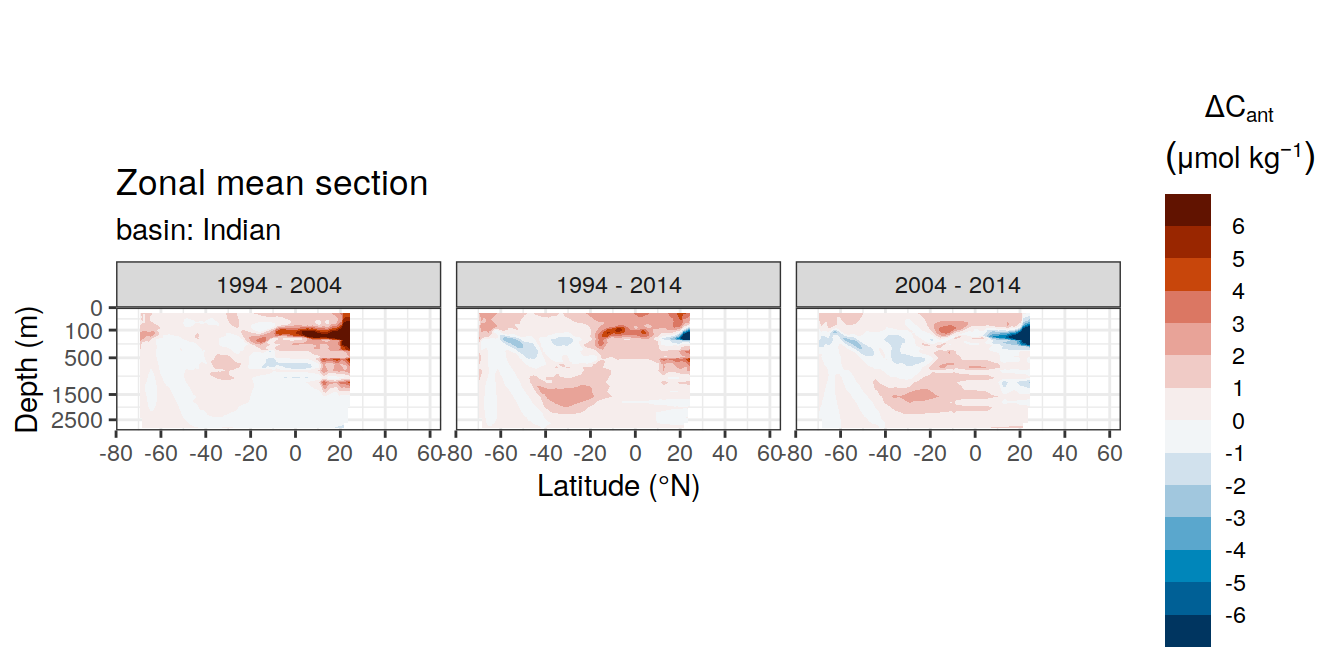 Zonal mean section
basin: Indian
1994 - 2004 1994 - 2014 2004 - 2014
Depth (m)
0
100
500
1500
2500
-80 -60 -40 -20 0 20 40 60 -80 -60 -40 -20 0 20 40 60 -80 -60 -40 -20 0 20 40 60
Latitude (°N)
ΔCant
(μmol kg⁻¹)
6
5
4
3
2
1
0
-1
-2
-3
-4
-5
-6